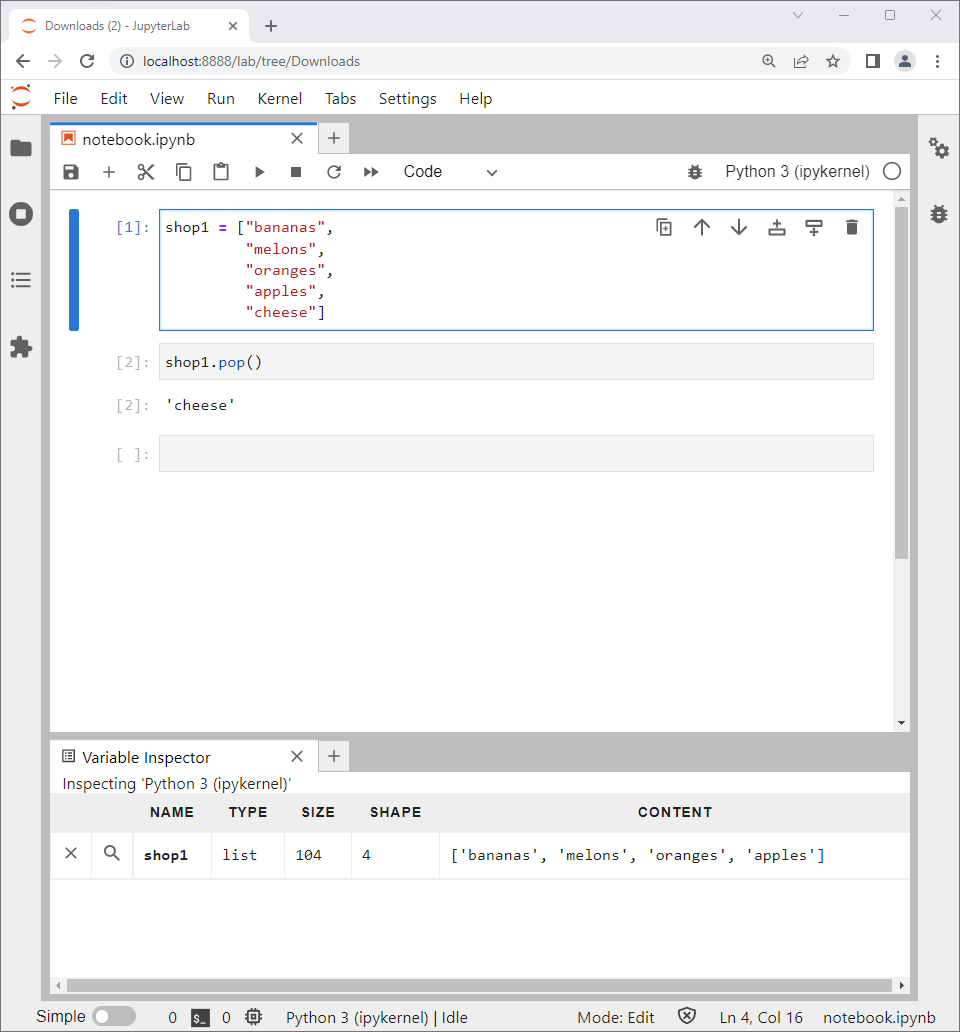 Downloads (2) - JupyterLab
localhost:8888/lab/tree/Downloads
File Edit View Run Kernel Tabs Settings Help
notebook.ipynb
Code Python 3 (ipykernel)
[1]: shop1 = ["bananas",
"melons",
"oranges",
"apples",
"cheese"]
[2]: shop1.pop()
[2]: 'cheese'
[ ]:
Variable Inspector
Inspecting 'Python 3 (ipykernel)'
NAME TYPE SIZE SHAPE CONTENT
shop1 list 104 4 ['bananas', 'melons', 'oranges', 'apples']
Simple 0 $_ 0 Python 3 (ipykernel) | Idle Mode: Edit Ln 4, Col 16 notebook.ipynb